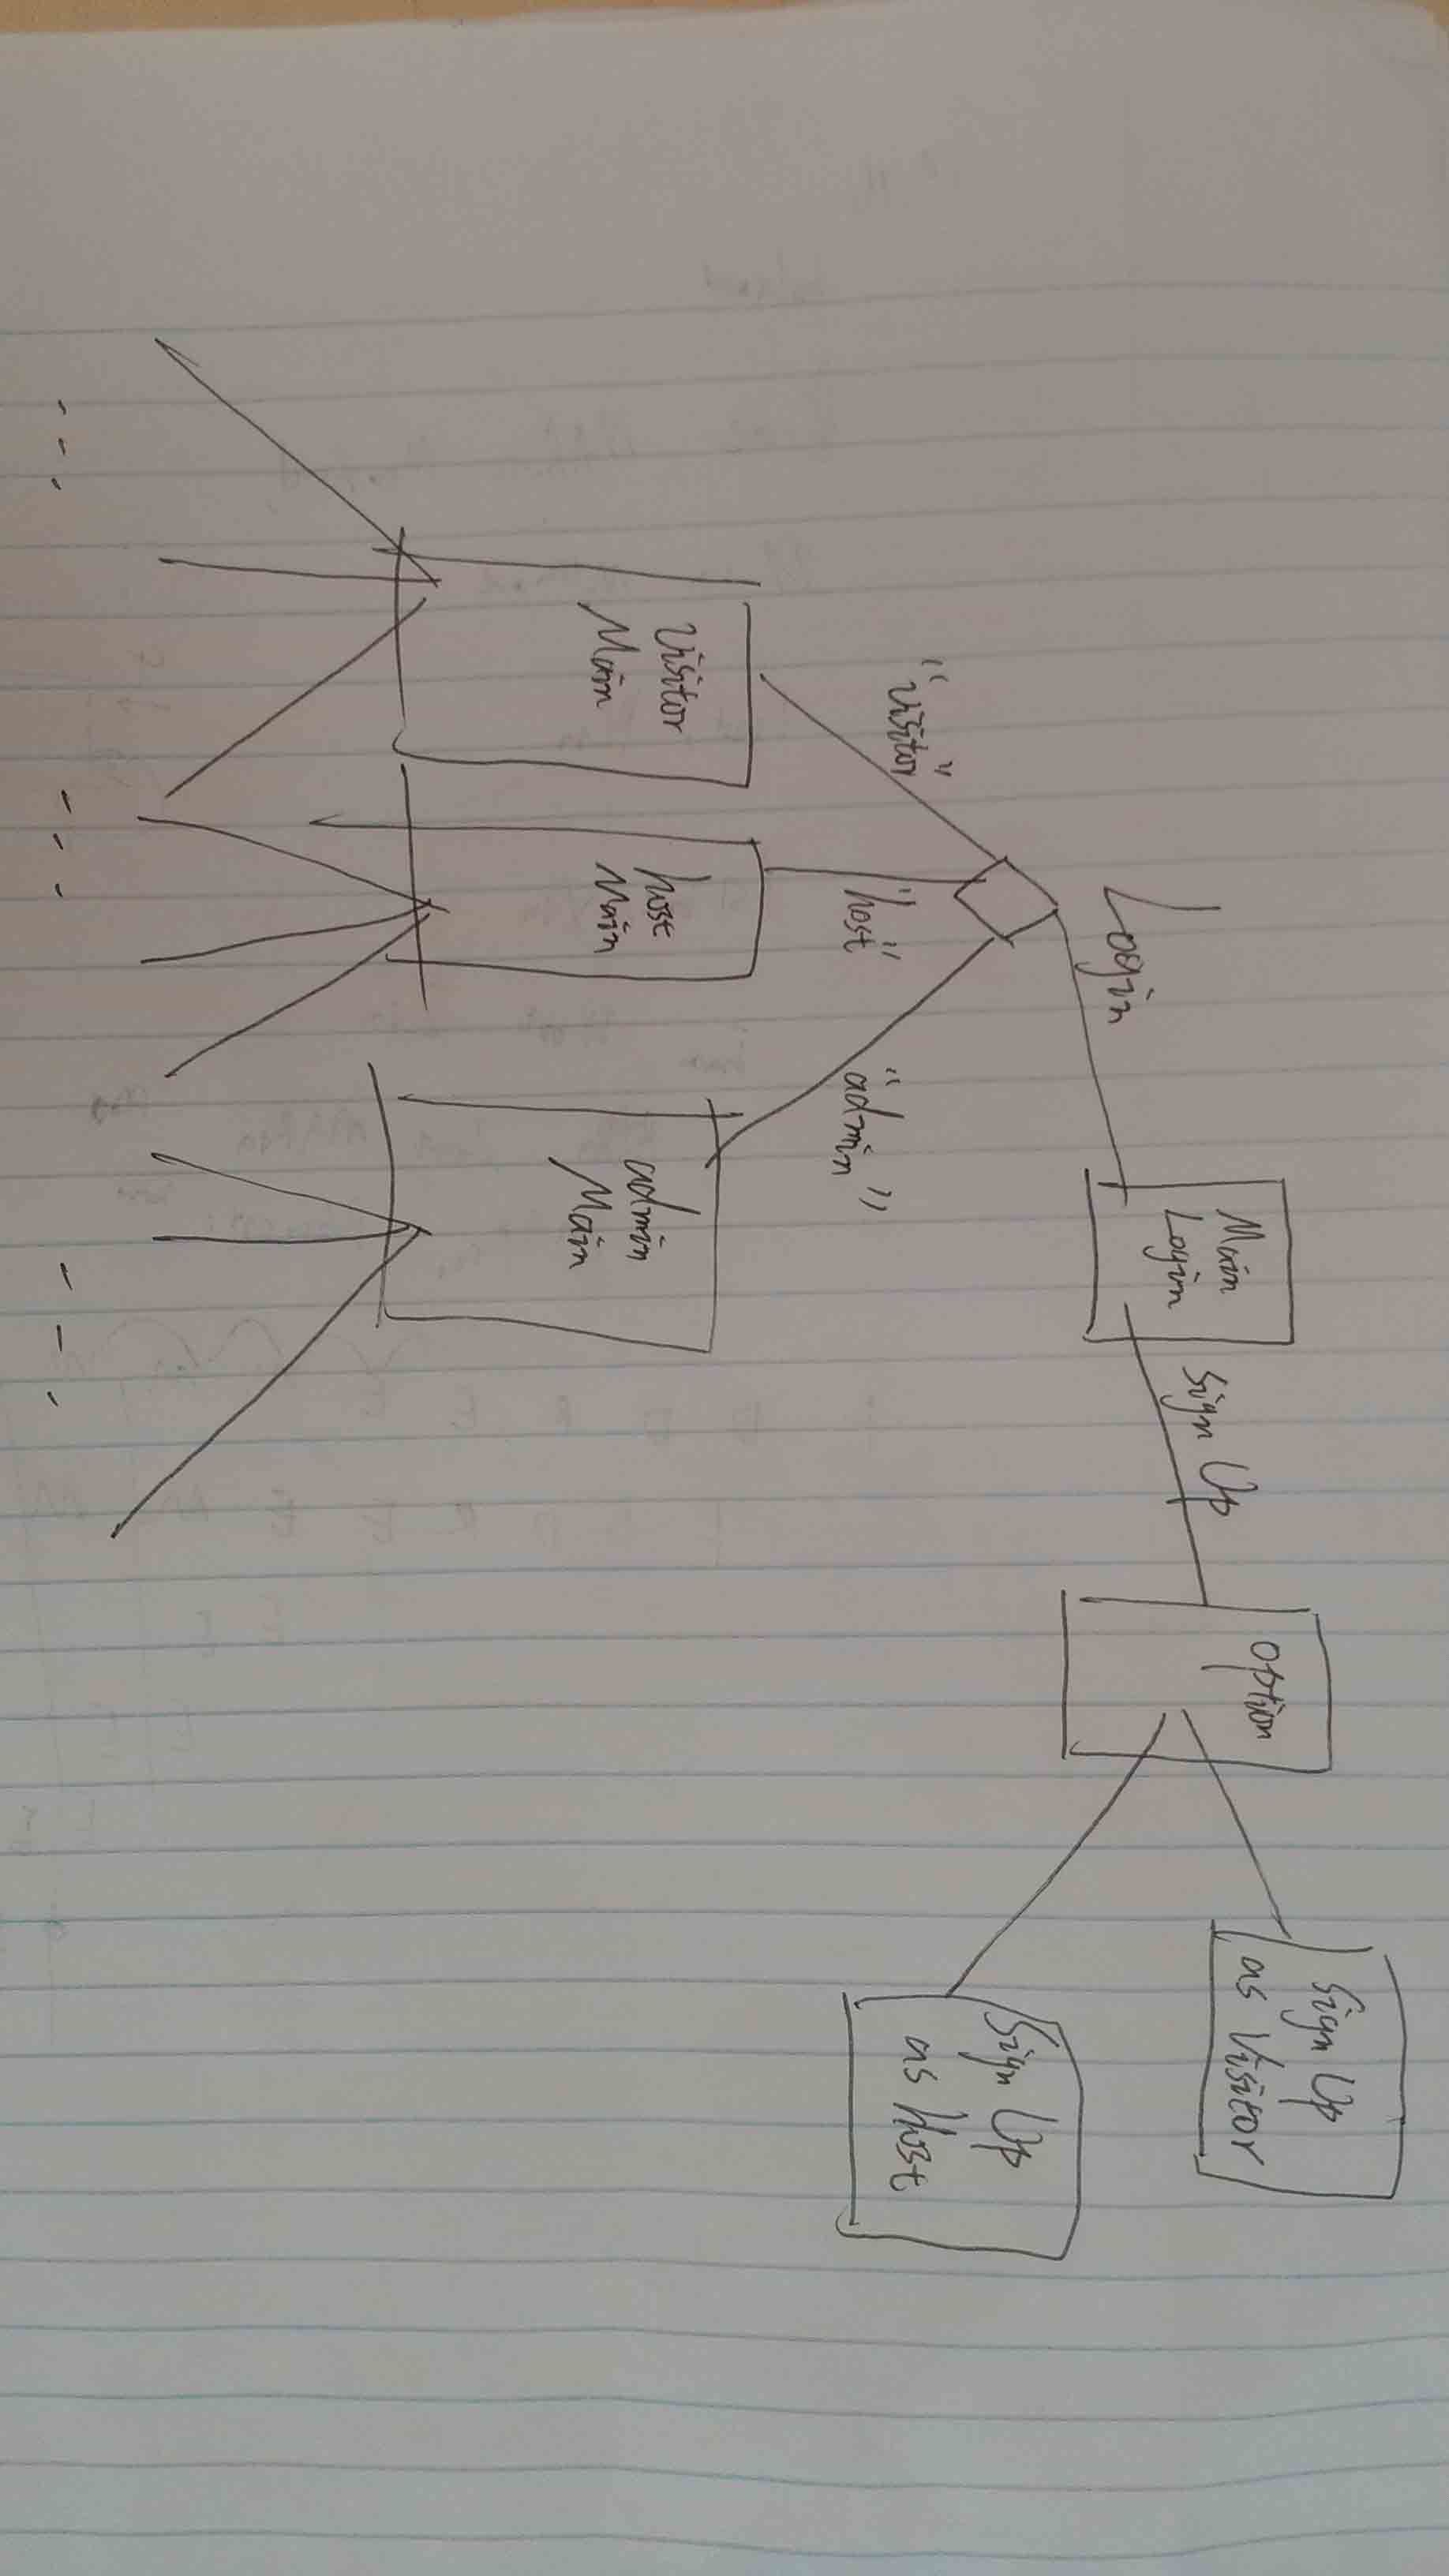 Main
Login
Login
Sign Up
option
Sign Up
as Visitor
Sign Up
as host
"visitor"
"host"
"admin"
Visitor
Main
host
Main
admin
Main